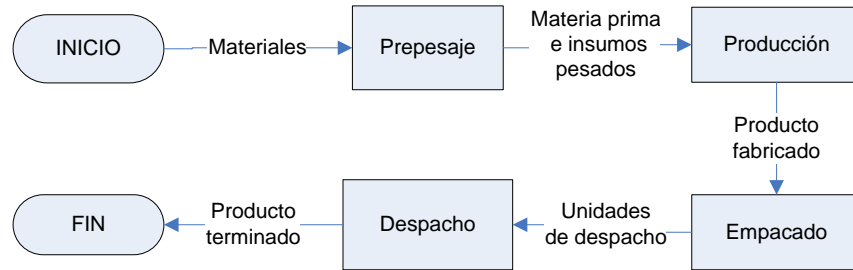 INICIO
Materiales
Prepesaje
Materia prima
e insumos
pesados
Producción
Producto
fabricado
Empacado
Unidades
de despacho
Despacho
Producto
terminado
FIN